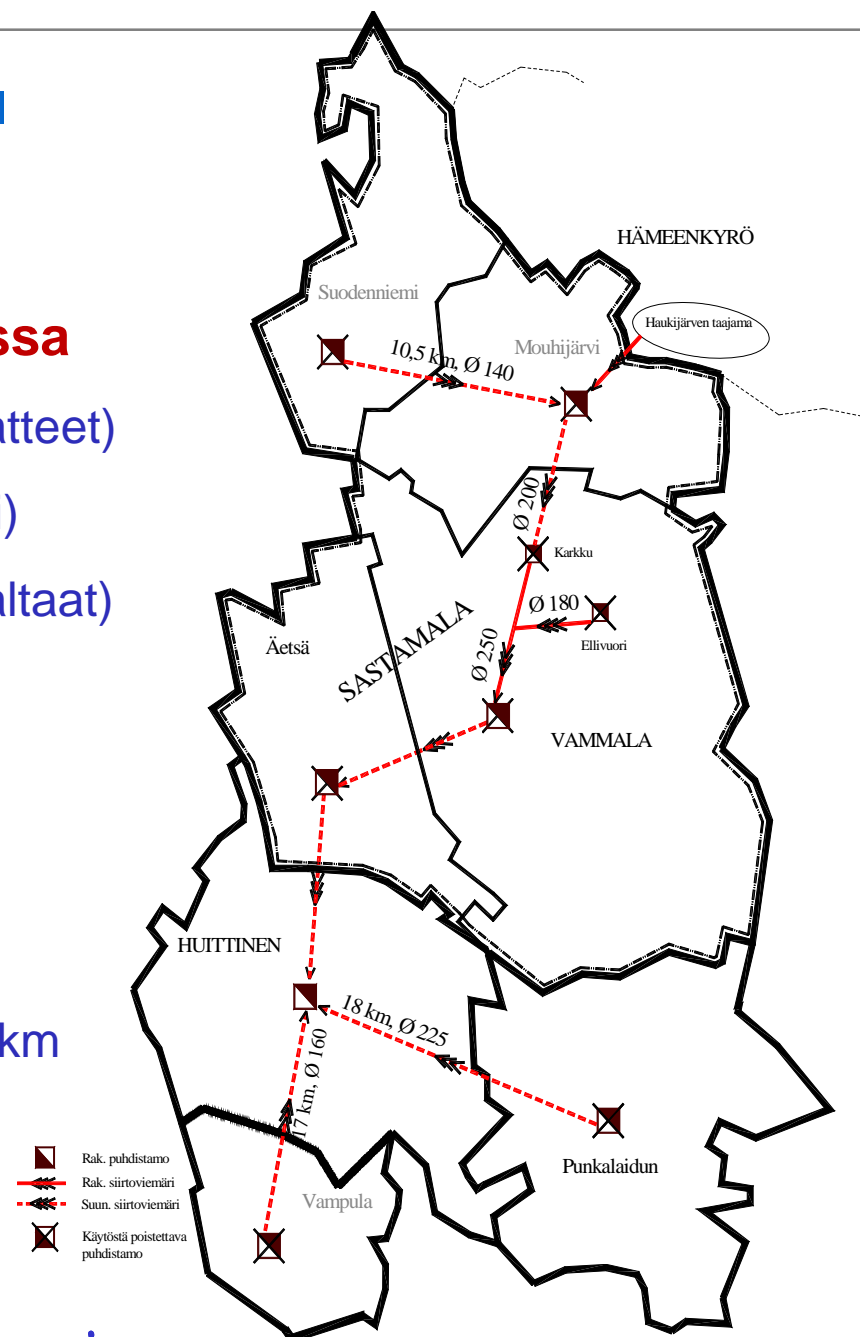 ssa
atteet)
)
altaat)
km
HÄMEENKYRÖ
Suodenniemi
Haukijärven taajama
Mouhijärvi
10,5 km, Ø 140
Ø 200
Karkku
Ø 180
Ellivuori
Ø 250
SASTAMALA
Äetsä
VAMMALA
HUITTINEN
18 km, Ø 225
17 km, Ø 160
Punkalaidun
Vampula
Rak. puhdistamo
Rak. siirtoviemäri
Suun. siirtoviemäri
Käytöstä poistettava
puhdistamo